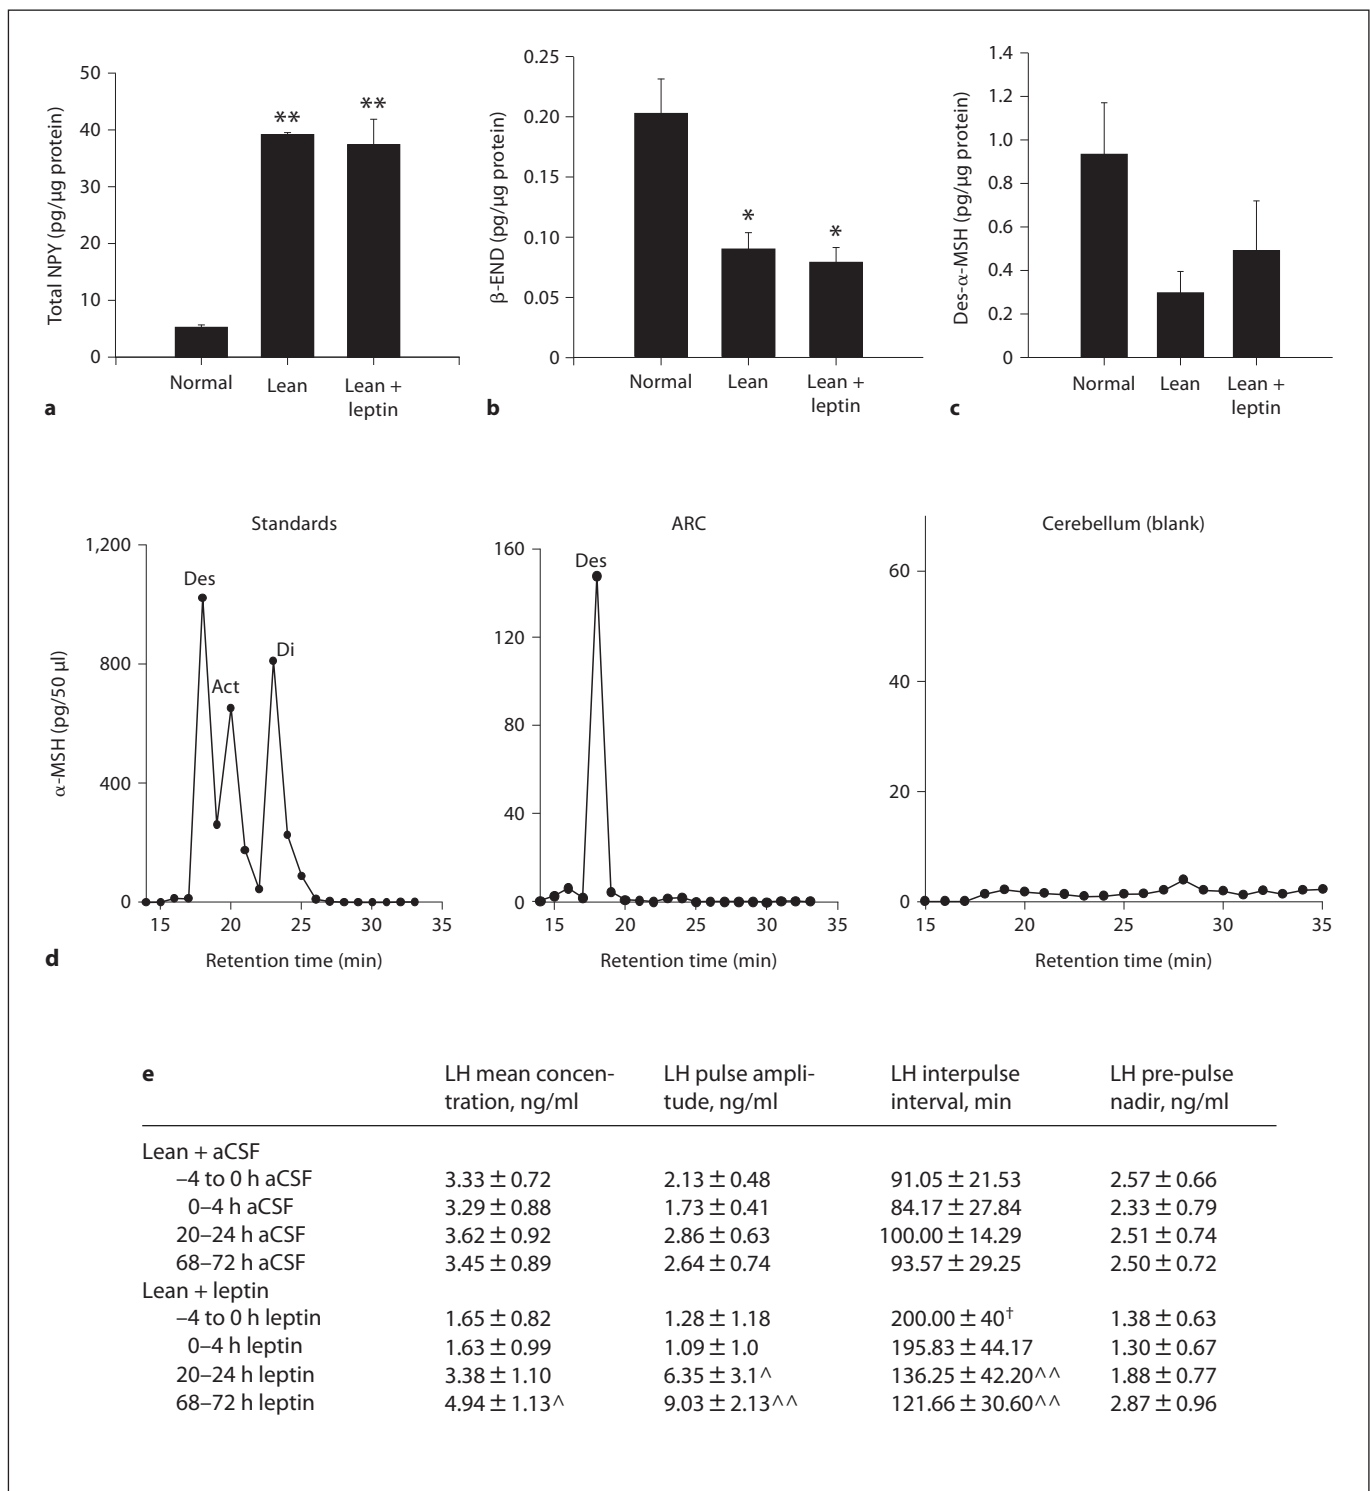 50
40
30
20
10
0
Total NPY (pg/µg protein)
**
**
Normal
Lean
Lean +
leptin
a
0.25
0.20
0.15
0.10
0.05
0
β-END (pg/µg protein)
*
*
Normal
Lean
Lean +
leptin
b
1.4
1.2
1.0
0.8
0.6
0.4
0.2
0
Des-α-MSH (pg/µg protein)
Normal
Lean
Lean +
leptin
c
Standards
1,200
800
400
0
α-MSH (pg/50 µl)
Des
Act
Di
15 20 25 30 35
Retention time (min)
d
ARC
160
120
80
40
0
Des
15 20 25 30 35
Retention time (min)
Cerebellum (blank)
60
40
20
0
15 20 25 30 35
Retention time (min)
e LH mean concen- LH pulse ampli- LH interpulse LH pre-pulse
tration, ng/ml tude, ng/ml interval, min nadir, ng/ml
Lean + aCSF
–4 to 0 h aCSF 3.33 ± 0.72 2.13 ± 0.48 91.05 ± 21.53 2.57 ± 0.66
0–4 h aCSF 3.29 ± 0.88 1.73 ± 0.41 84.17 ± 27.84 2.33 ± 0.79
20–24 h aCSF 3.62 ± 0.92 2.86 ± 0.63 100.00 ± 14.29 2.51 ± 0.74
68–72 h aCSF 3.45 ± 0.89 2.64 ± 0.74 93.57 ± 29.25 2.50 ± 0.72
Lean + leptin
–4 to 0 h leptin 1.65 ± 0.82 1.28 ± 1.18 200.00 ± 40† 1.38 ± 0.63
0–4 h leptin 1.63 ± 0.99 1.09 ± 1.0 195.83 ± 44.17 1.30 ± 0.67
20–24 h leptin 3.38 ± 1.10 6.35 ± 3.1^ 136.25 ± 42.20^^ 1.88 ± 0.77
68–72 h leptin 4.94 ± 1.13^ 9.03 ± 2.13^^ 121.66 ± 30.60^^ 2.87 ± 0.96